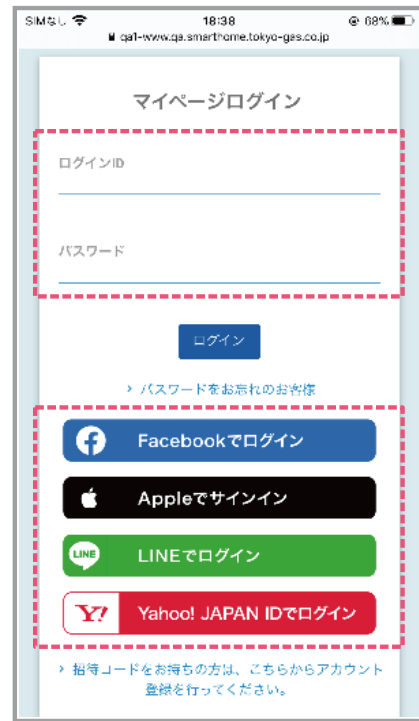 SIMなし 18:38 68%
qa1-www.qa.smarthome.tokyo-gas.co.jp
マイページログイン
ログインID
パスワード
ログイン
› パスワードをお忘れのお客様
Facebookでログイン
Appleでサインイン
LINE LINEでログイン
Y! Yahoo! JAPAN IDでログイン
› 招待コードをお持ちの方は、こちらからアカウント
登録を行ってください。